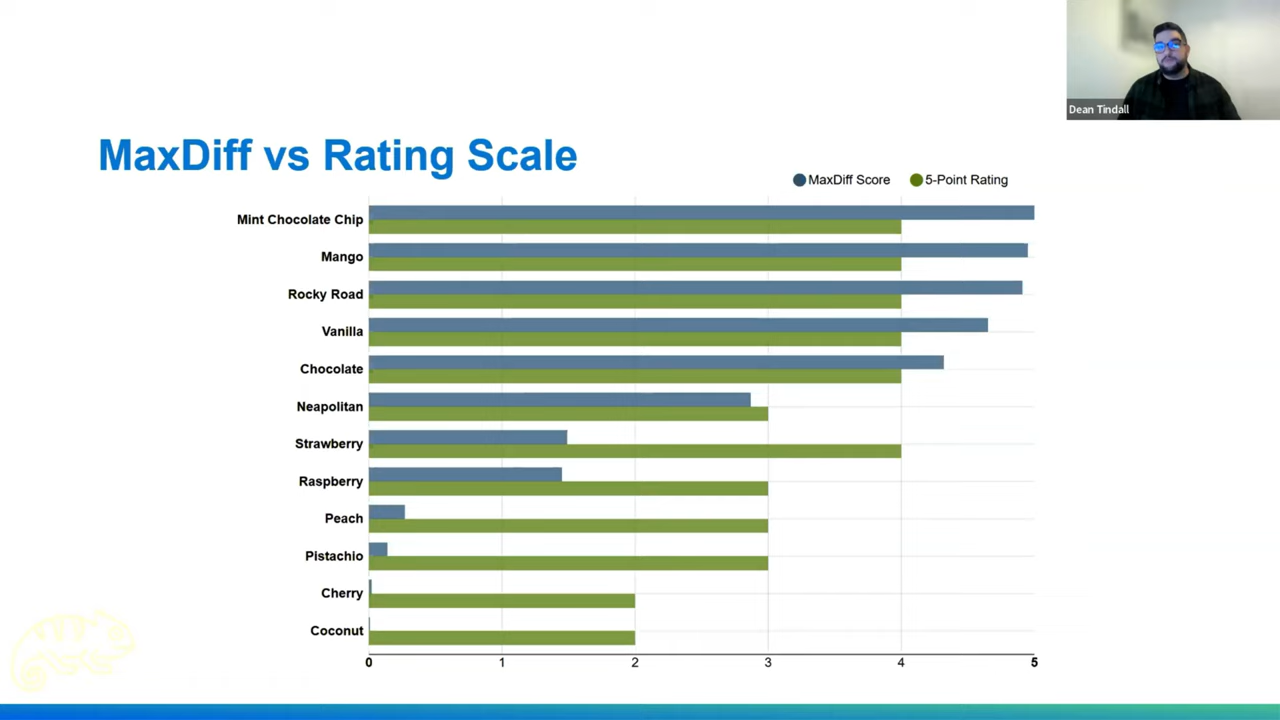 Dean Tindall
MaxDiff vs Rating Scale
MaxDiff Score
5-Point Rating
Mint Chocolate Chip
Mango
Rocky Road
Vanilla
Chocolate
Neapolitan
Strawberry
Raspberry
Peach
Pistachio
Cherry
Coconut
0 1 2 3 4 5